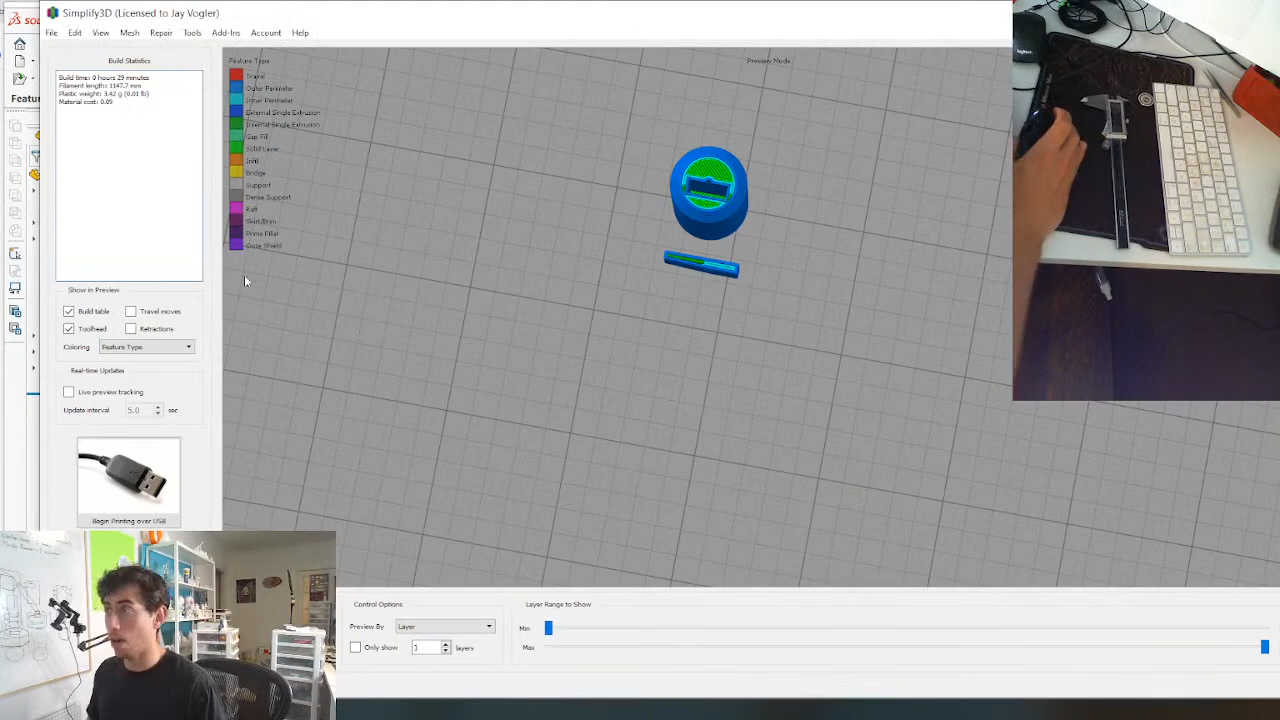 Simplify3D (Licensed to Jay Vogler)
File Edit View Mesh Repair Tools Add-Ins Account Help
Build Statistics
Build time: 0 hours 29 minutes
Filament length: 1147.7 mm
Plastic weight: 3.42 g (0.01 lb)
Material cost: 0.09
Feature Type
Travel
Outer Perimeter
Inner Perimeter
External Single Extrusion
Internal Single Extrusion
Gap Fill
Solid Layer
Infill
Bridge
Support
Dense Support
Raft
Skirt/Brim
Prime Pillar
Ooze Shield
Preview Mode
Show in Preview
Build table
Travel moves
Toolhead
Retractions
Coloring
Feature Type
Real-time Updates
Live preview tracking
Update interval 5.0 sec
Begin Printing over USB
Control Options
Preview By Layer
Only show 1 layers
Layer Range to Show
Min
Max
Featur
logitech